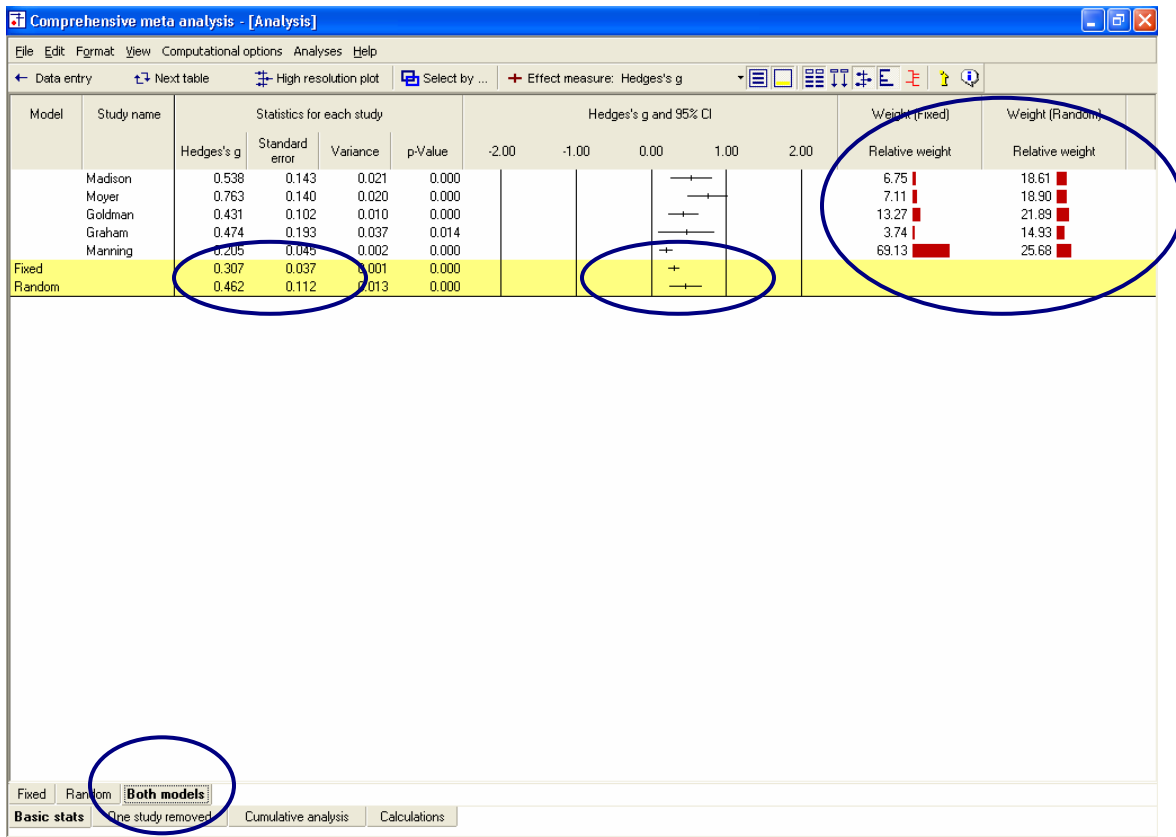 Comprehensive meta analysis - [Analysis]
File Edit Format View Computational options Analyses Help
Data entry Next table High resolution plot Select by ... Effect measure: Hedges's g
Model Study name Statistics for each study Hedges's g and 95% CI Weight (Fixed) Weight (Random)
Hedges's g Standard error Variance p-Value -2.00 -1.00 0.00 1.00 2.00 Relative weight Relative weight
Madison 0.538 0.143 0.021 0.000 6.75 18.61
Moyer 0.763 0.140 0.020 0.000 7.11 18.90
Goldman 0.431 0.102 0.010 0.000 13.27 21.89
Graham 0.474 0.193 0.037 0.014 3.74 14.93
Manning 0.205 0.045 0.002 0.000 69.13 25.68
Fixed 0.307 0.037 0.001 0.000
Random 0.462 0.112 0.013 0.000
Fixed Random Both models
Basic stats One study removed Cumulative analysis Calculations